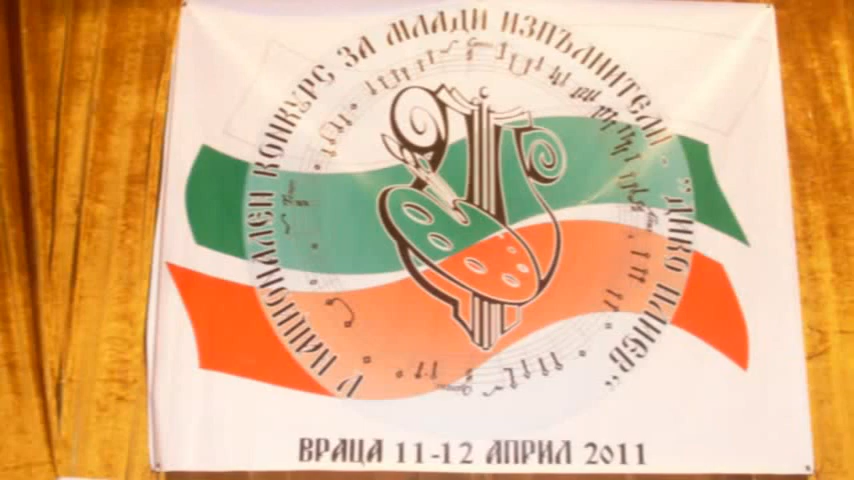 V НАЦИОНАЛЕН КОНКУРС ЗА МЛАДИ ИЗПЪЛНИТЕЛИ - "ДИКО ИЛИЕВ"
ВРАЦА 11-12 АПРИЛ 2011